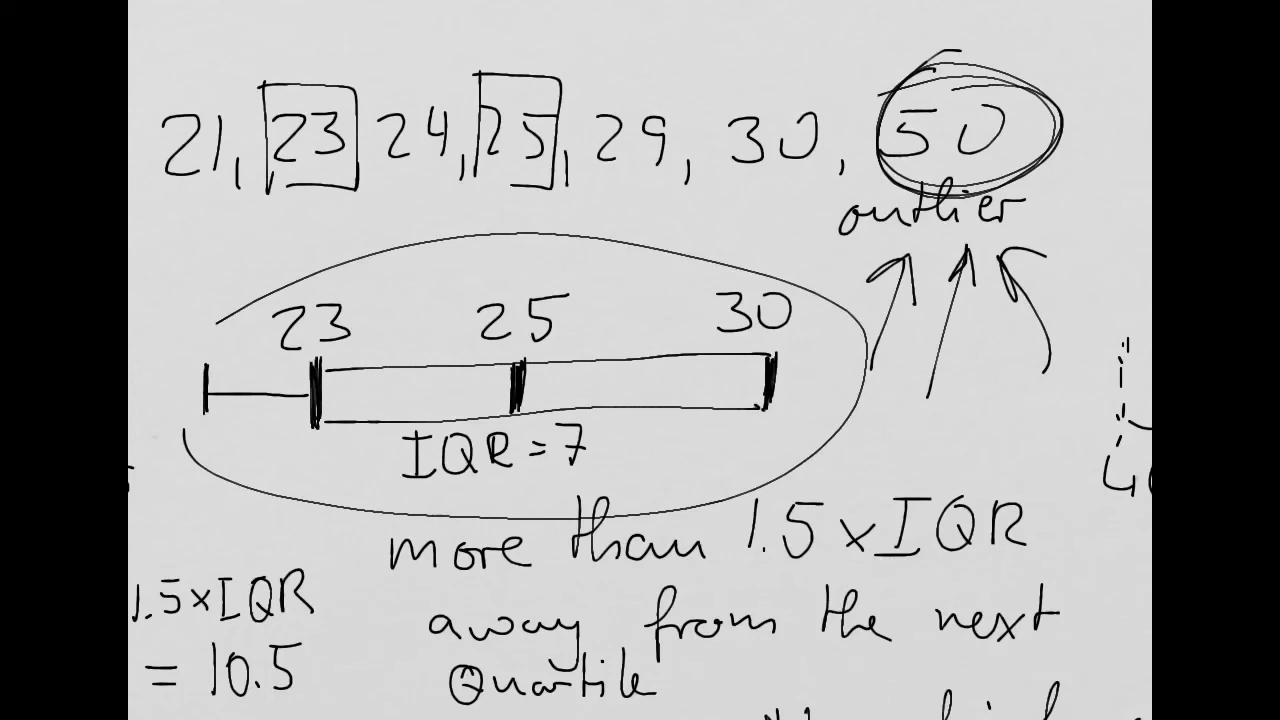 21, 23 24, 25, 29, 30, 50
outlier
23 25 30
IQR = 7
more than 1.5 x IQR
away from the next
Quartile
1.5 x IQR
= 10.5